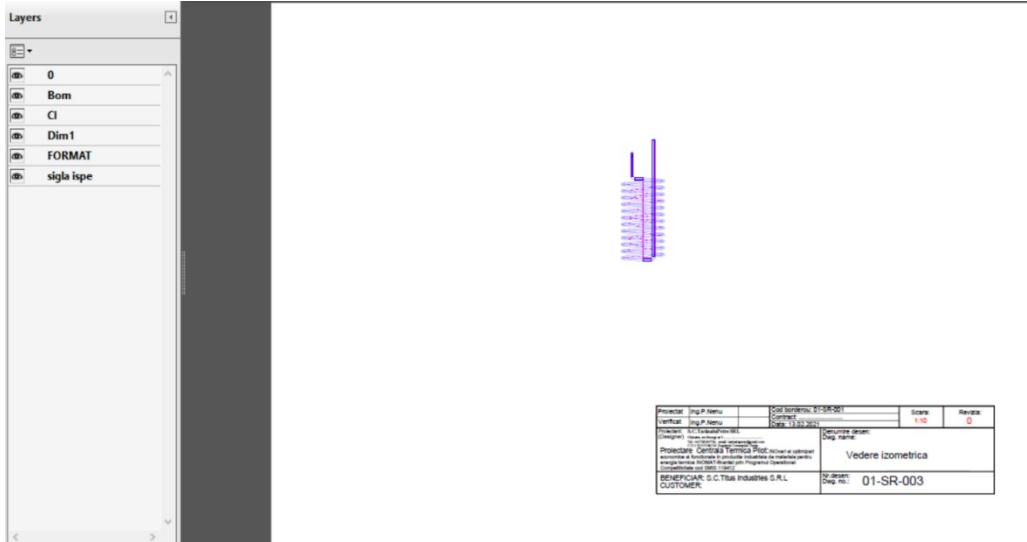 Layers
0
Bom
Cl
Dim1
FORMAT
sigla ispe
Proiectat Ing.P.Nenu Cod borderou: 01-SR-001 Scara: Revizia:
Verificat Ing.P.Nenu Contract: 1:10 0
Data: 13.02.2021
Proiectant: Denumire desen:
(Designer) Dwg. name:
Proiectare Centrala Termica Pilot:
Vedere izometrica
BENEFICIAR: S.C.Titus Industries S.R.L Nr.desen:
CUSTOMER: Dwg. no.: 01-SR-003